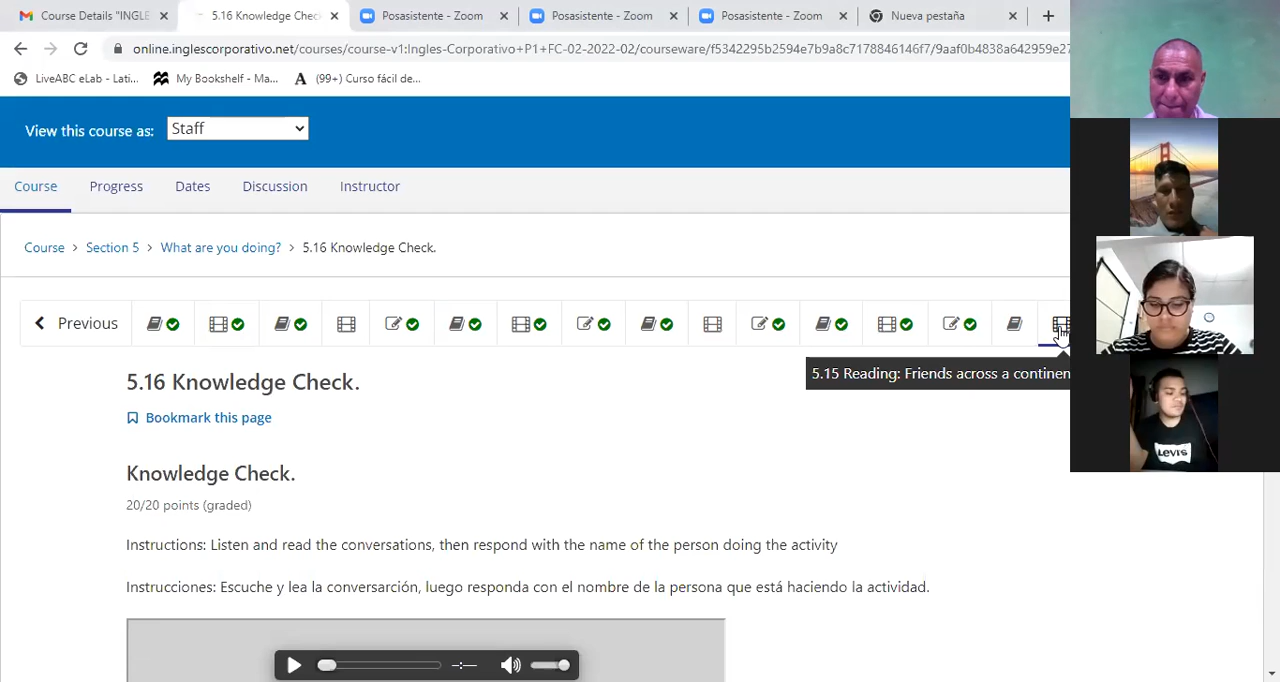 Course Details "INGLE
5.16 Knowledge Check
Posasistente - Zoom
Posasistente - Zoom
Posasistente - Zoom
Nueva pestaña
online.inglescorporativo.net/courses/course-v1:Ingles-Corporativo+P1+FC-02-2022-02/courseware/f5342295b2594e7b9a8c7178846146f7/9aaf0b4838a642959e27
LiveABC eLab - Lati...
My Bookshelf - Ma...
(99+) Curso fácil de...
View this course as:
Staff
Course
Progress
Dates
Discussion
Instructor
Course > Section 5 > What are you doing? > 5.16 Knowledge Check.
Previous
5.15 Reading: Friends across a continen
5.16 Knowledge Check.
Bookmark this page
Knowledge Check.
20/20 points (graded)
Instructions: Listen and read the conversations, then respond with the name of the person doing the activity
Instrucciones: Escuche y lea la conversarción, luego responda con el nombre de la persona que está haciendo la actividad.
-:--
LEVI'S